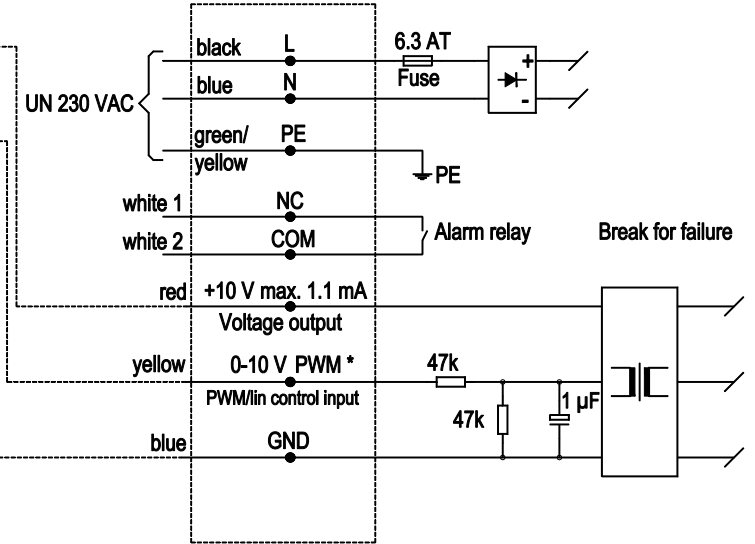 black L 6.3 AT
+
UN 230 VAC blue N Fuse
-
green/ PE
yellow PE
white 1 NC
white 2 COM Alarm relay Break for failure
red +10 V max. 1.1 mA
Voltage output
yellow 0-10 V PWM * 47k
PWM/lin control input 1 µF
47k
blue GND